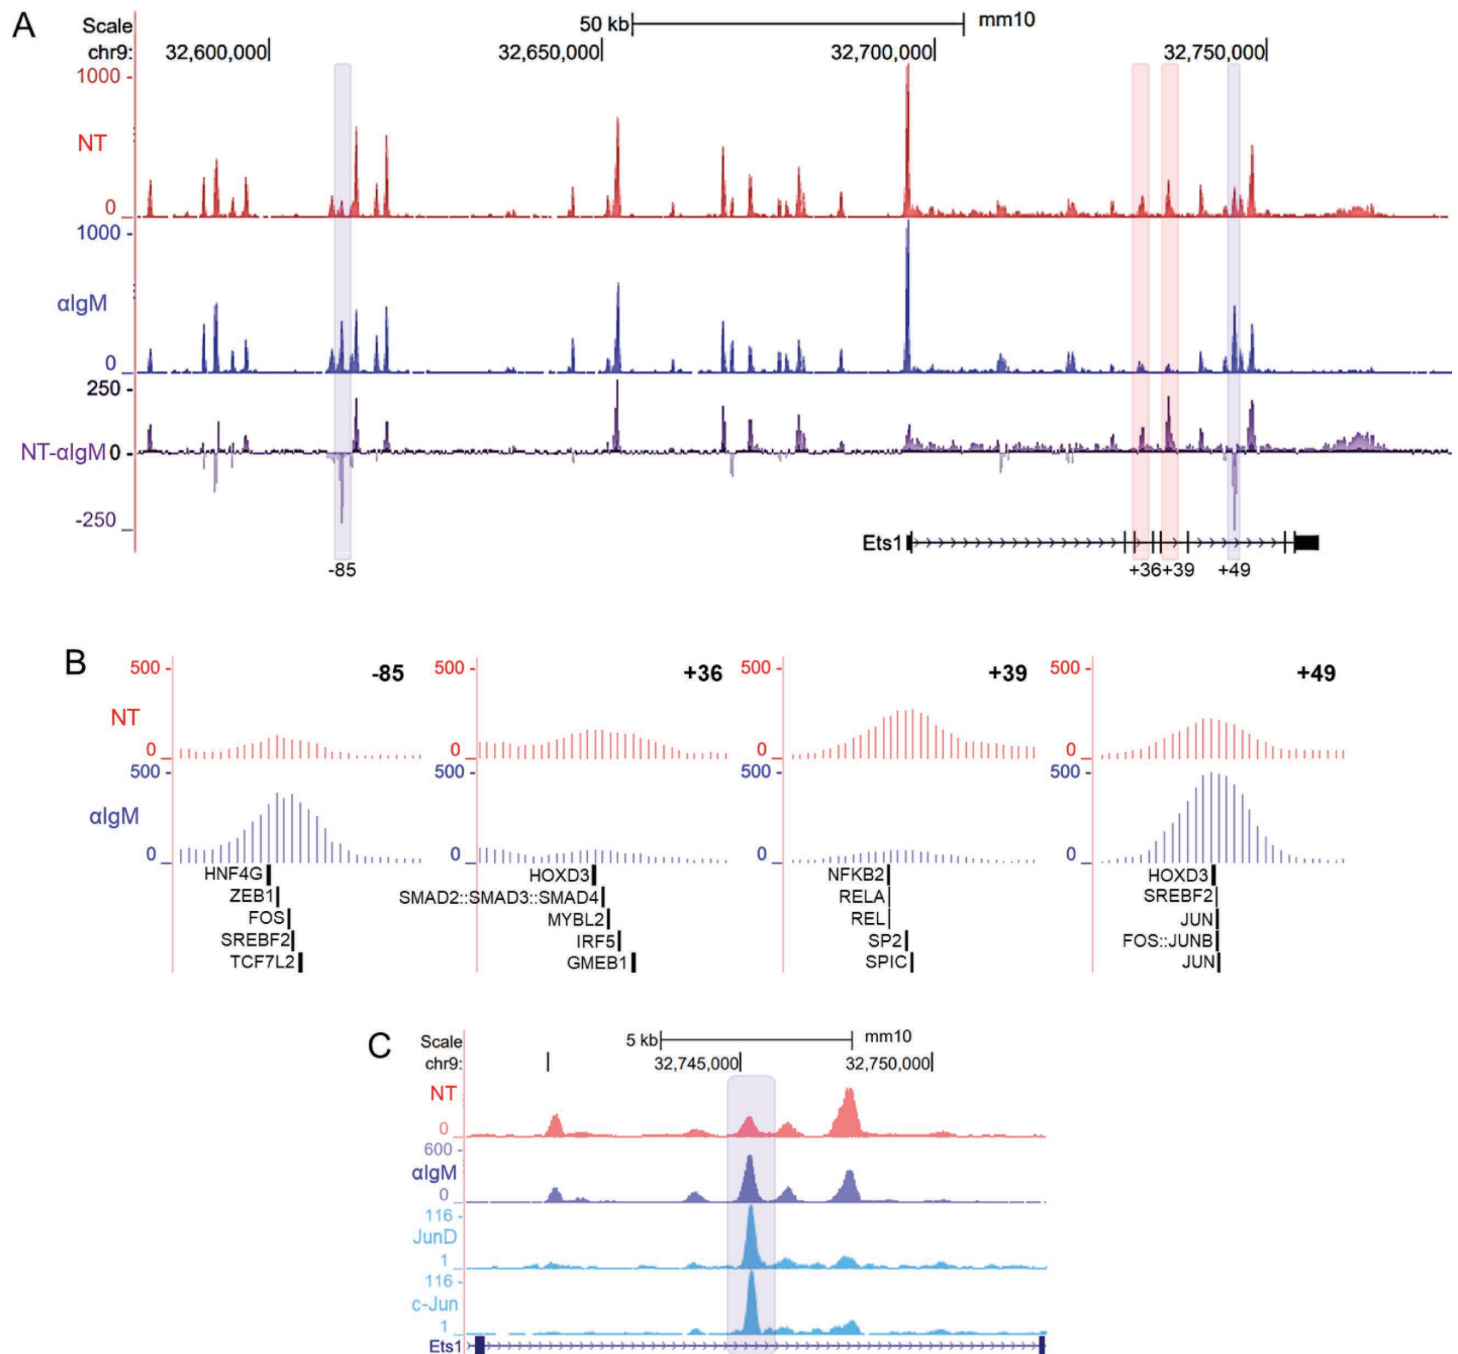 A
Scale 50 kb mm10
chr9: 32,600,000 32,650,000 32,700,000 32,750,000
1000 -
NT
0
1000 -
αIgM
0
250 -
NT-αIgM 0 -
-250
Ets1
-85 +36 +39 +49
B
500 - -85 500 - +36 500 - +39 500 - +49
NT
0 0 0 0
500 - 500 - 500 - 500 -
αIgM
0 0 0 0
HNF4G HOXD3 NFKB2 HOXD3
ZEB1 SMAD2::SMAD3::SMAD4 RELA SREBF2
FOS MYBL2 REL JUN
SREBF2 IRF5 SP2 FOS::JUNB
TCF7L2 GMEB1 SPIC JUN
C
Scale 5 kb mm10
chr9: 32,745,000 32,750,000
NT
0
600 -
αIgM
0
116 -
JunD
1
116 -
c-Jun
1
Ets1